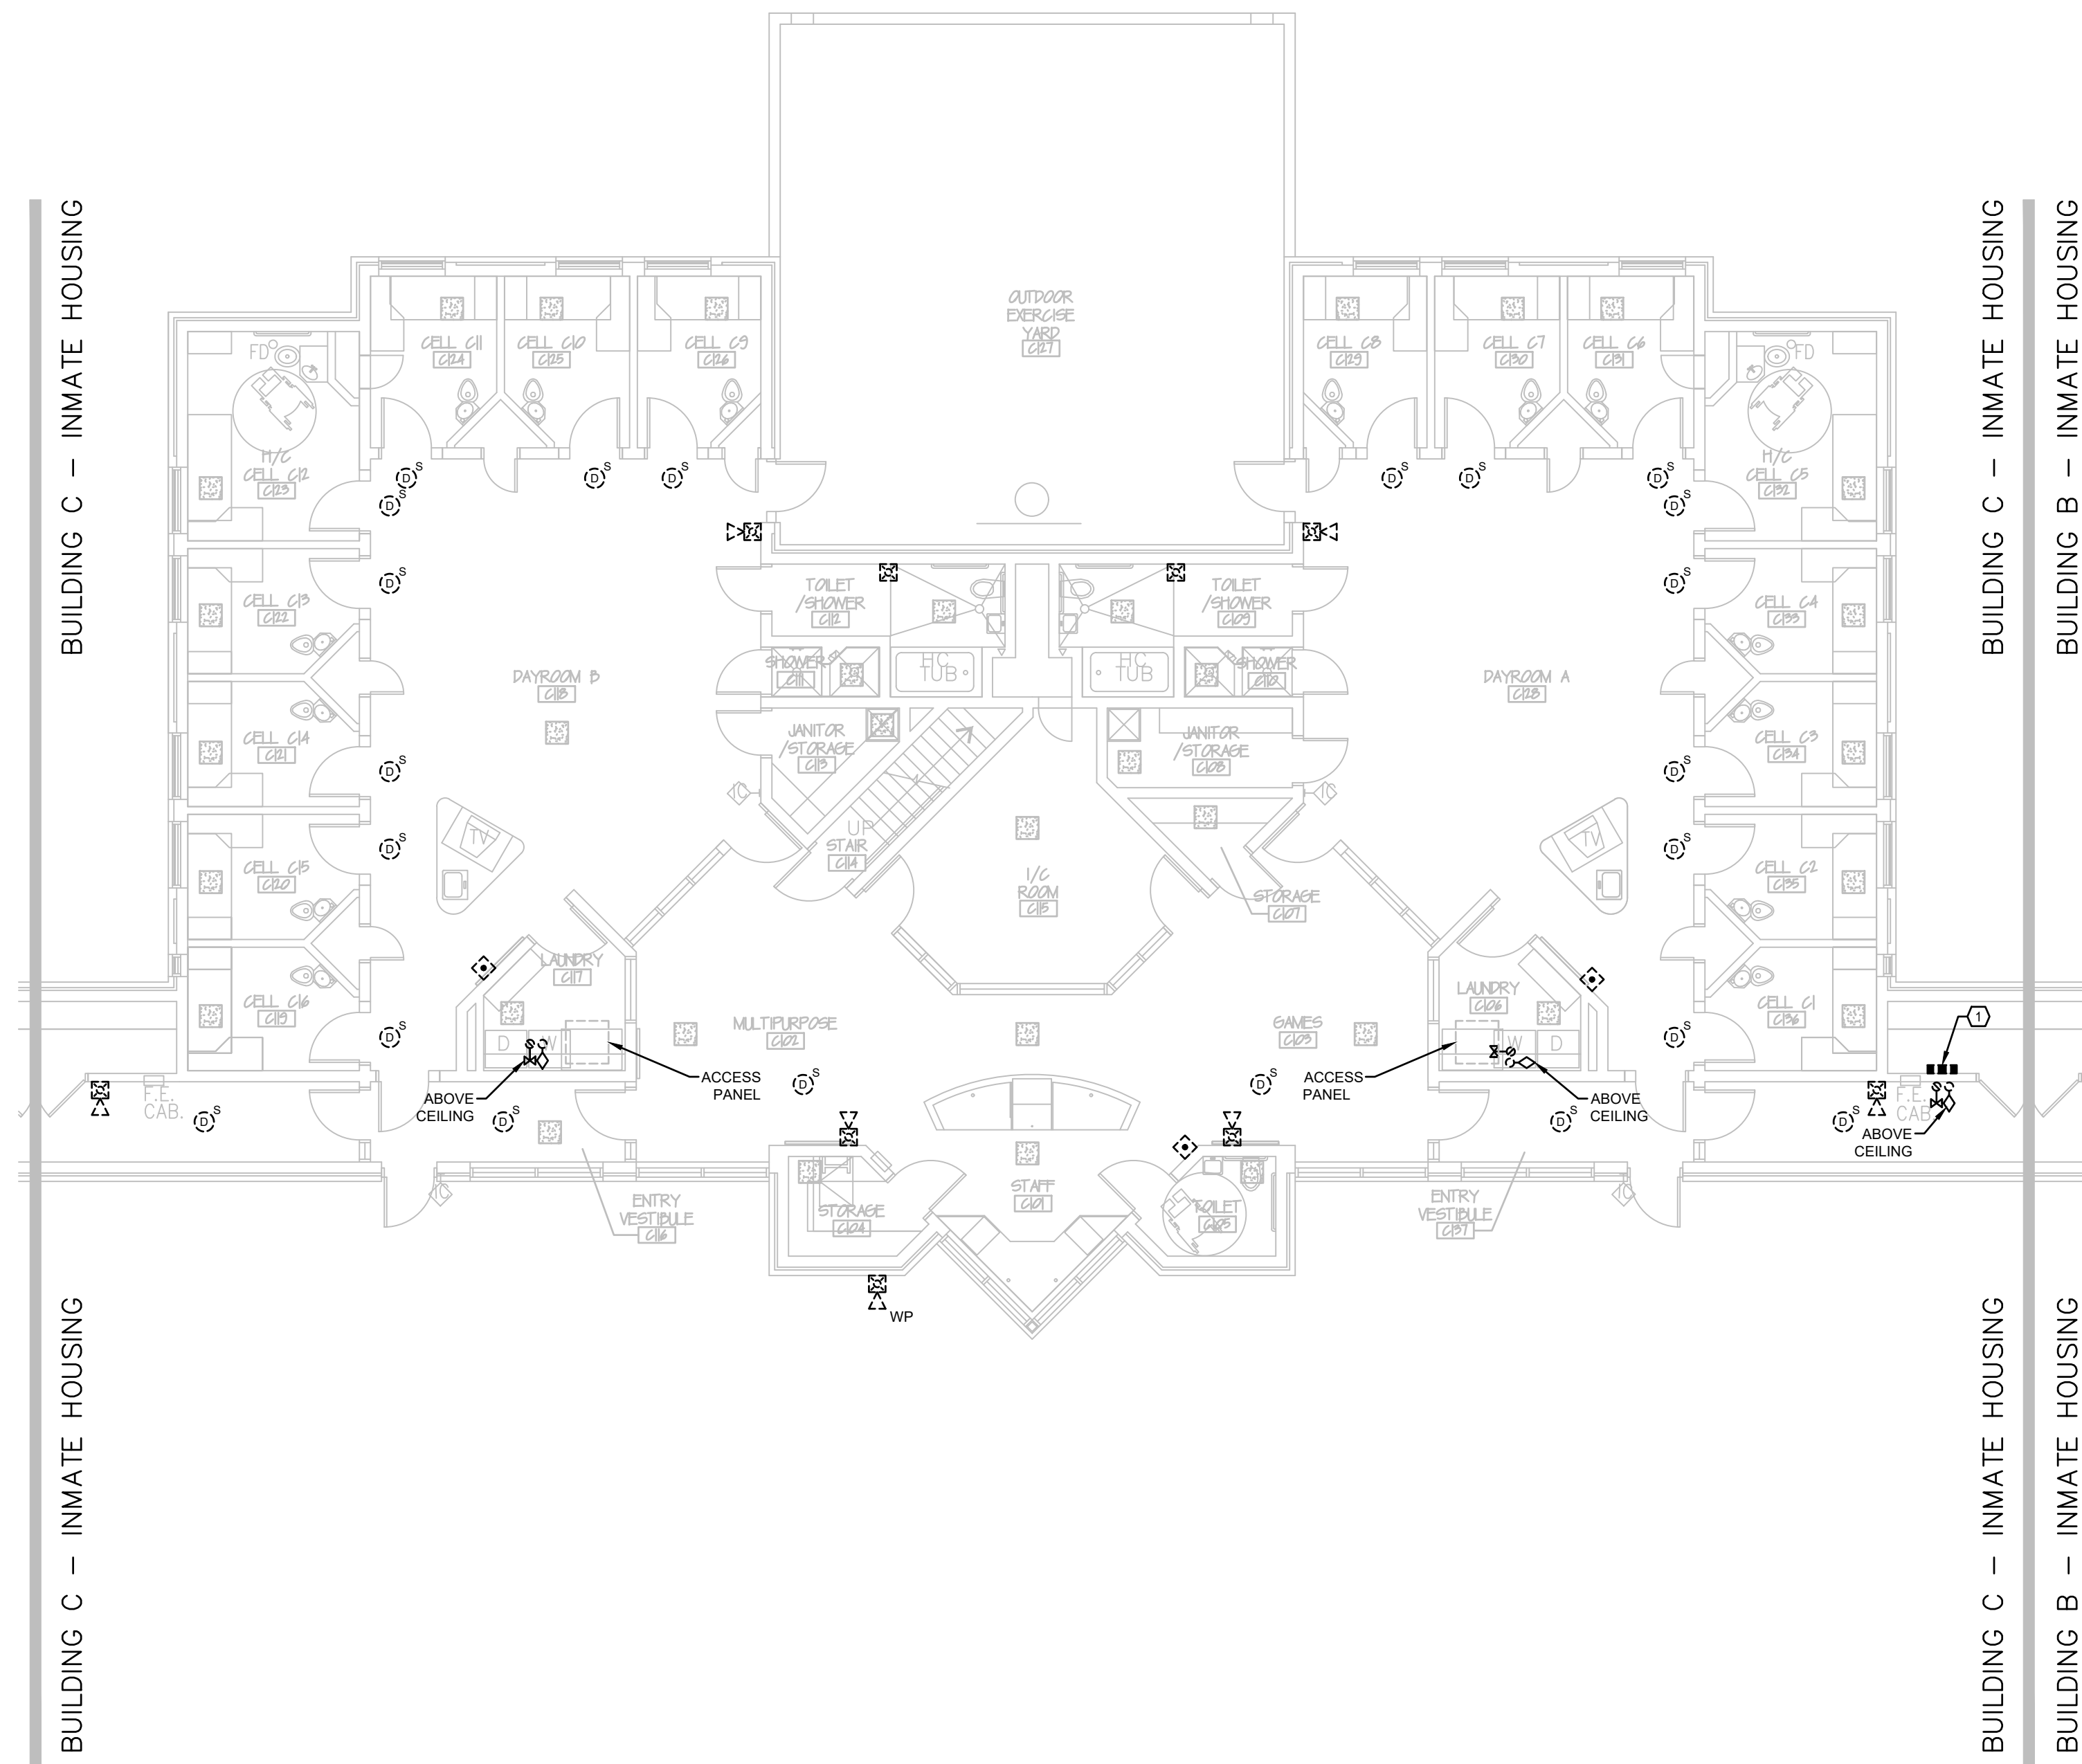 BUILDING C – INMATE HOUSING
BUILDING C – INMATE HOUSING
BUILDING B – INMATE HOUSING
OUTDOOR
EXERCISE
YARD
C127
CELL C11
C124
CELL C10
C125
CELL C9
C126
CELL C8
C129
CELL C7
C130
CELL C6
C131
FD
H/C
CELL C12
C123
FD
H/C
CELL C5
C132
D S
D S
D S
D S
D S
D S
D S
D S
CELL C13
C122
D S
TOILET
/SHOWER
C112
TOILET
/SHOWER
C109
D S
CELL C4
C133
DAYROOM B
C118
SHOWER
C111
HC
TUB
HC
TUB
SHOWER
C110
DAYROOM A
C128
CELL C14
C121
D S
JANITOR
/STORAGE
C113
JANITOR
/STORAGE
C108
D S
CELL C3
C134
IC
IC
TV
UP
STAIR
C114
TV
CELL C15
C120
D S
I/C
ROOM
C115
STORAGE
C107
D S
CELL C2
C135
LAUNDRY
C117
LAUNDRY
C106
CELL C16
C119
D S
MULTIPURPOSE
C102
GAMES
C103
D S
CELL C1
C136
1
D
W
S
W
D
S
ACCESS
PANEL
ABOVE
CEILING
D S
D S
ACCESS
PANEL
ABOVE
CEILING
F.E.
CAB.
D S
D S
D S
D S
F.E.
CAB
S
ABOVE
CEILING
IC
ENTRY
VESTIBULE
C116
STORAGE
C104
STAFF
C101
TOILET
C105
ENTRY
VESTIBULE
C137
IC
WP
BUILDING C – INMATE HOUSING
BUILDING C – INMATE HOUSING
BUILDING B – INMATE HOUSING